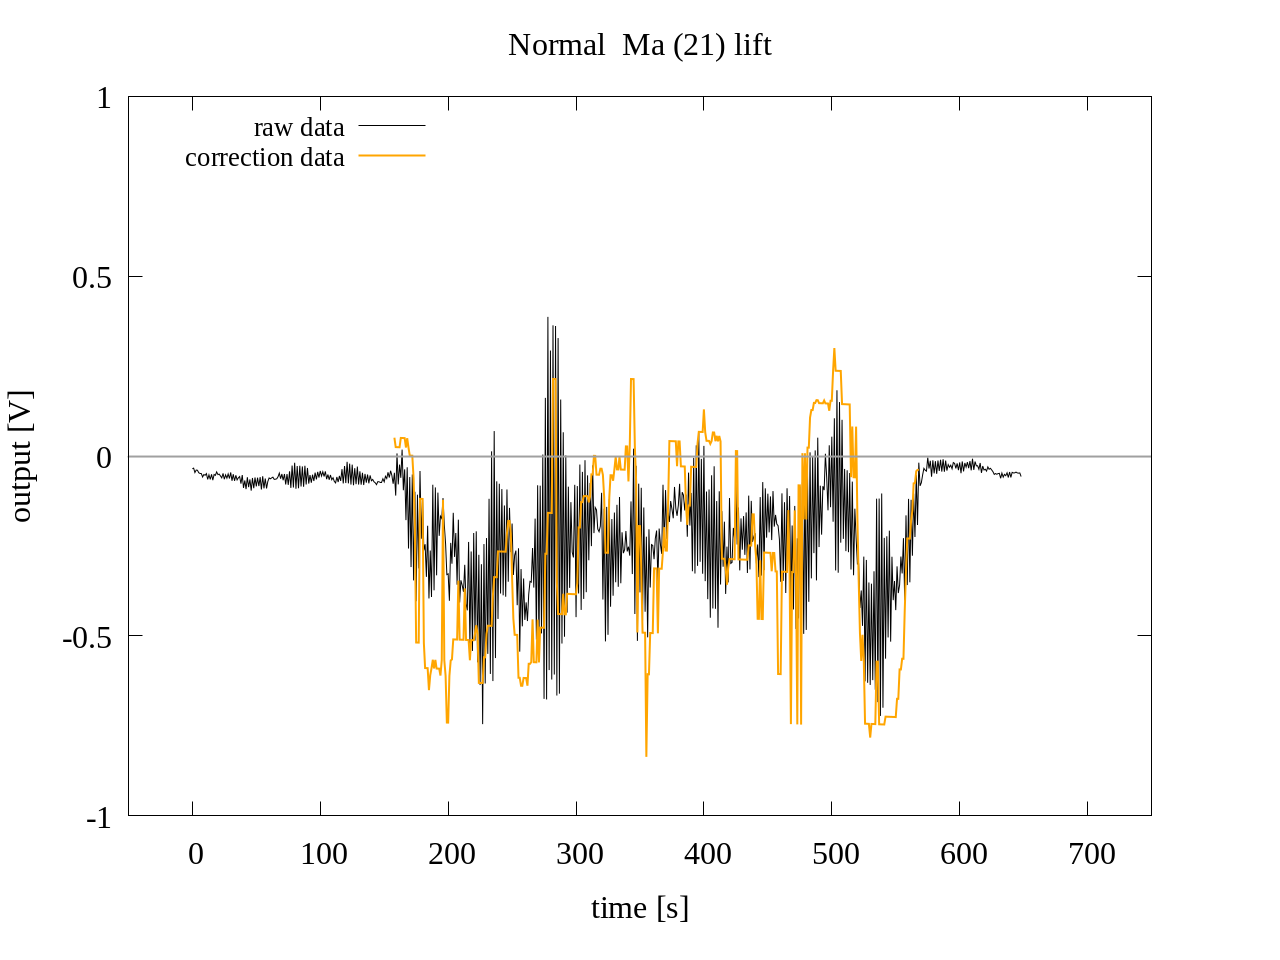 Normal  Ma (21) lift
1
raw data
correction data
0.5
0
-0.5
-1
output [V]
0 100 200 300 400 500 600 700
time [s]